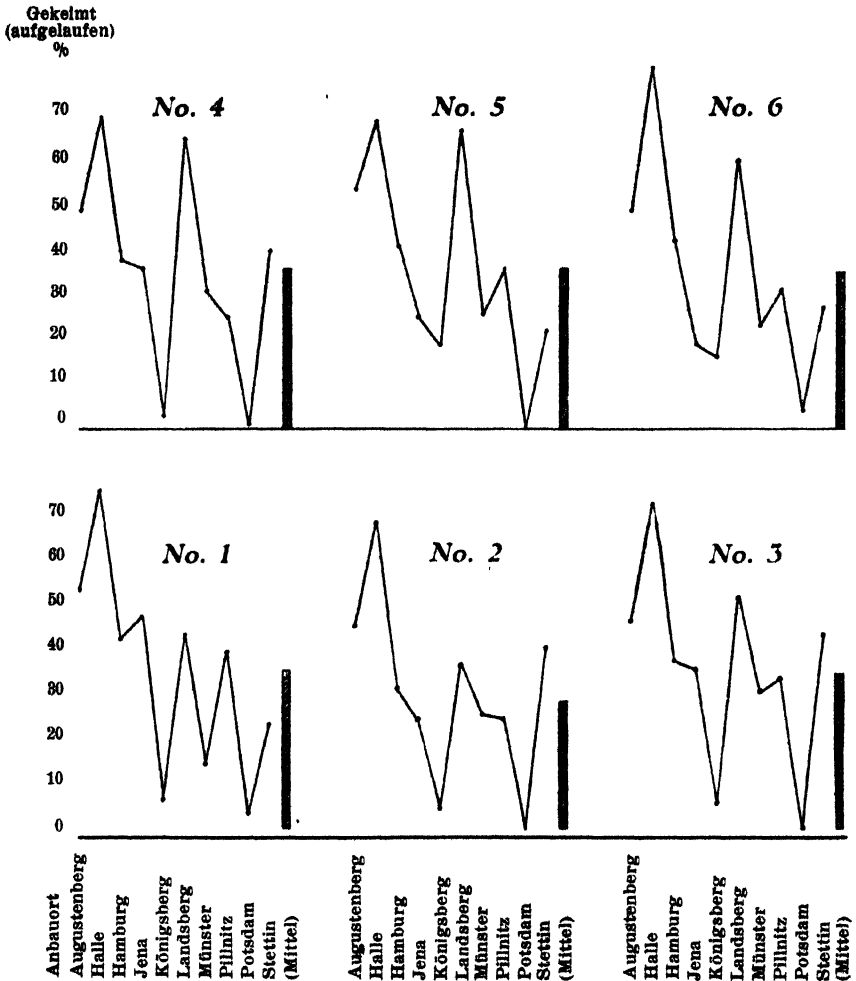 Gekeimt
(aufgelaufen)
%
No. 4
No. 5
No. 6
70
60
50
40
30
20
10
0
No. 1
No. 2
No. 3
70
60
50
40
30
20
10
0
Anbauort
Augustenberg
Halle
Hamburg
Jena
Königsberg
Landsberg
Münster
Pillnitz
Potsdam
Stettin
(Mittel)
Augustenberg
Halle
Hamburg
Jena
Königsberg
Landsberg
Münster
Pillnitz
Potsdam
Stettin
(Mittel)
Augustenberg
Halle
Hamburg
Jena
Königsberg
Landsberg
Münster
Pillnitz
Potsdam
Stettin
(Mittel)